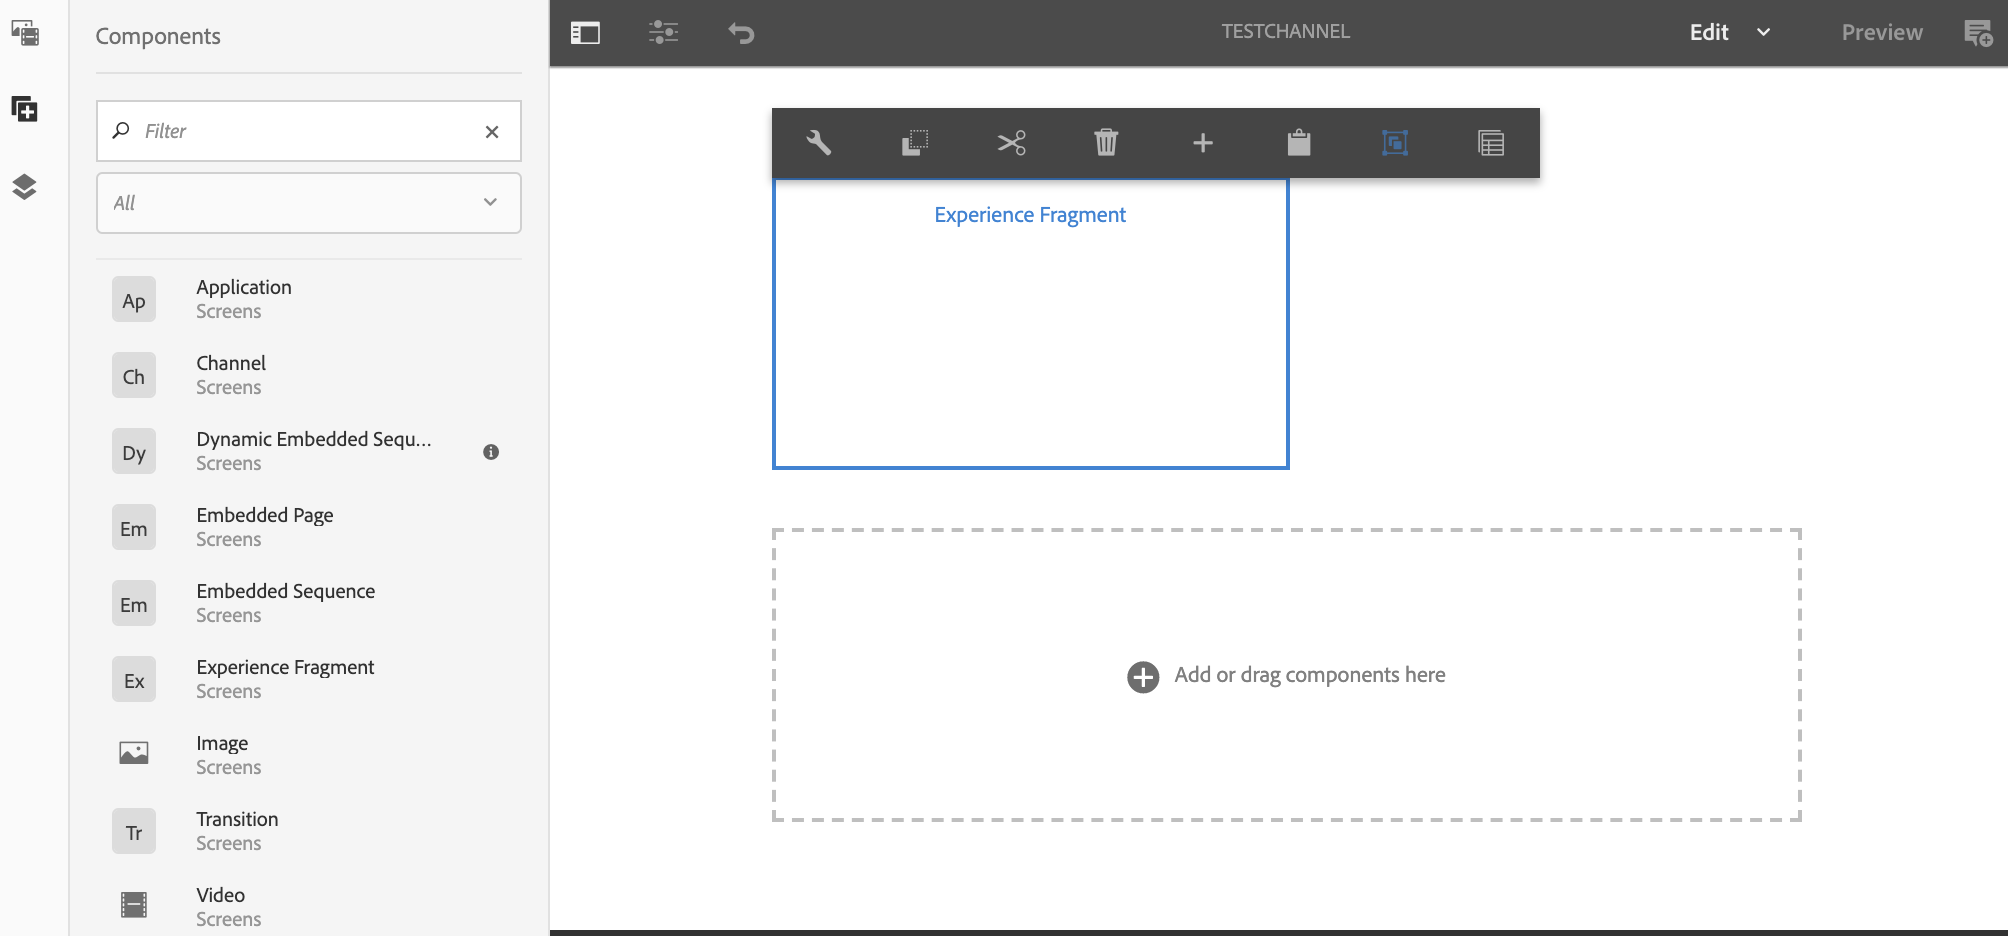 Components
Filter
All
Ap
Application
Screens
Ch
Channel
Screens
Dy
Dynamic Embedded Sequ...
Screens
Em
Embedded Page
Screens
Em
Embedded Sequence
Screens
Ex
Experience Fragment
Screens
Image
Screens
Tr
Transition
Screens
Video
Screens
TESTCHANNEL
Edit
Preview
Experience Fragment
Add or drag components here